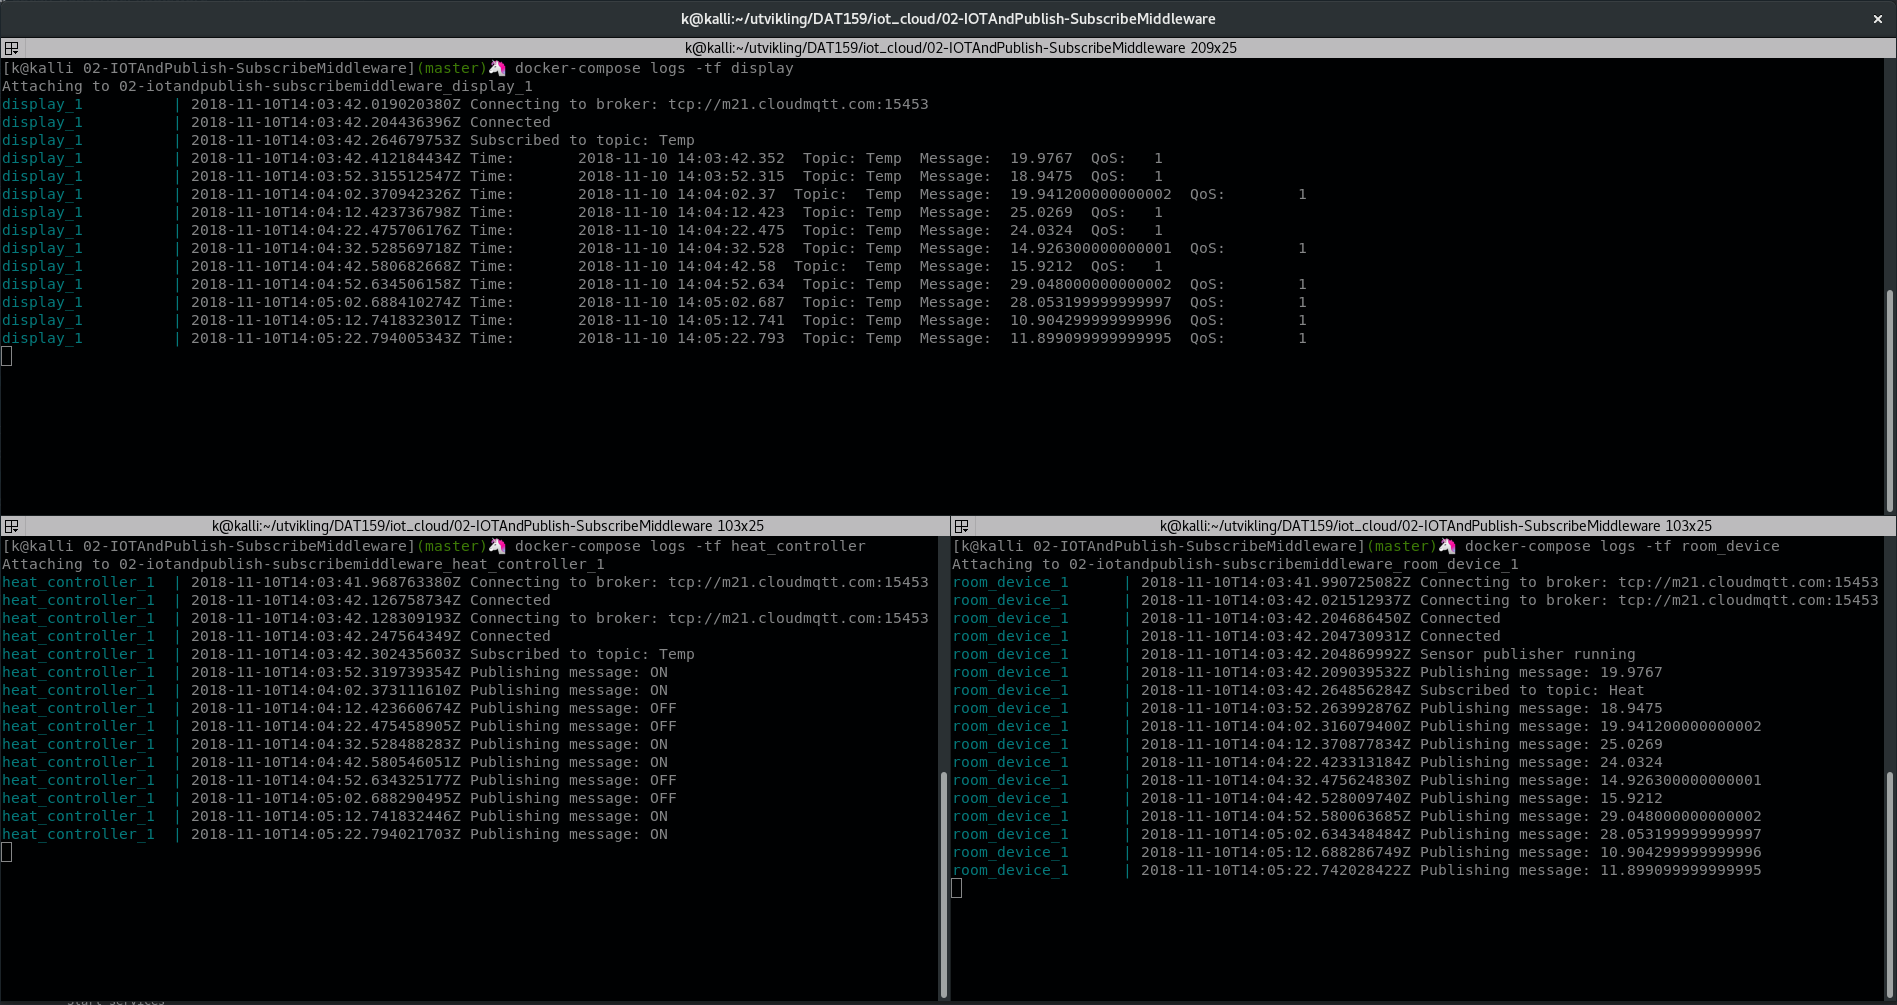 k@kalli:~/utvikling/DAT159/iot_cloud/02-IOTAndPublish-SubscribeMiddleware
k@kalli:~/utvikling/DAT159/iot_cloud/02-IOTAndPublish-SubscribeMiddleware 209x25
[k@kalli 02-IOTAndPublish-SubscribeMiddleware](master)🦄 docker-compose logs -tf display
Attaching to 02-iotandpublish-subscribemiddleware_display_1
display_1          | 2018-11-10T14:03:42.019020380Z Connecting to broker: tcp://m21.cloudmqtt.com:15453
display_1          | 2018-11-10T14:03:42.204436396Z Connected
display_1          | 2018-11-10T14:03:42.264679753Z Subscribed to topic: Temp
display_1          | 2018-11-10T14:03:42.412184434Z Time:       2018-11-10 14:03:42.352  Topic: Temp  Message:  19.9767  QoS:   1
display_1          | 2018-11-10T14:03:52.315512547Z Time:       2018-11-10 14:03:52.315  Topic: Temp  Message:  18.9475  QoS:   1
display_1          | 2018-11-10T14:04:02.370942326Z Time:       2018-11-10 14:04:02.37  Topic:  Temp  Message:  19.941200000000002  QoS:        1
display_1          | 2018-11-10T14:04:12.423736798Z Time:       2018-11-10 14:04:12.423  Topic: Temp  Message:  25.0269  QoS:   1
display_1          | 2018-11-10T14:04:22.475706176Z Time:       2018-11-10 14:04:22.475  Topic: Temp  Message:  24.0324  QoS:   1
display_1          | 2018-11-10T14:04:32.528569718Z Time:       2018-11-10 14:04:32.528  Topic: Temp  Message:  14.926300000000001  QoS:        1
display_1          | 2018-11-10T14:04:42.580682668Z Time:       2018-11-10 14:04:42.58  Topic:  Temp  Message:  15.9212  QoS:   1
display_1          | 2018-11-10T14:04:52.634506158Z Time:       2018-11-10 14:04:52.634  Topic: Temp  Message:  29.048000000000002  QoS:        1
display_1          | 2018-11-10T14:05:02.688410274Z Time:       2018-11-10 14:05:02.687  Topic: Temp  Message:  28.053199999999997  QoS:        1
display_1          | 2018-11-10T14:05:12.741832301Z Time:       2018-11-10 14:05:12.741  Topic: Temp  Message:  10.904299999999996  QoS:        1
display_1          | 2018-11-10T14:05:22.794005343Z Time:       2018-11-10 14:05:22.793  Topic: Temp  Message:  11.899099999999995  QoS:        1
k@kalli:~/utvikling/DAT159/iot_cloud/02-IOTAndPublish-SubscribeMiddleware 103x25
[k@kalli 02-IOTAndPublish-SubscribeMiddleware](master)🦄 docker-compose logs -tf heat_controller
Attaching to 02-iotandpublish-subscribemiddleware_heat_controller_1
heat_controller_1  | 2018-11-10T14:03:41.968763380Z Connecting to broker: tcp://m21.cloudmqtt.com:15453
heat_controller_1  | 2018-11-10T14:03:42.126758734Z Connected
heat_controller_1  | 2018-11-10T14:03:42.128309193Z Connecting to broker: tcp://m21.cloudmqtt.com:15453
heat_controller_1  | 2018-11-10T14:03:42.247564349Z Connected
heat_controller_1  | 2018-11-10T14:03:42.302435603Z Subscribed to topic: Temp
heat_controller_1  | 2018-11-10T14:03:52.319739354Z Publishing message: ON
heat_controller_1  | 2018-11-10T14:04:02.373111610Z Publishing message: ON
heat_controller_1  | 2018-11-10T14:04:12.423660674Z Publishing message: OFF
heat_controller_1  | 2018-11-10T14:04:22.475458905Z Publishing message: OFF
heat_controller_1  | 2018-11-10T14:04:32.528488283Z Publishing message: ON
heat_controller_1  | 2018-11-10T14:04:42.580546051Z Publishing message: ON
heat_controller_1  | 2018-11-10T14:04:52.634325177Z Publishing message: OFF
heat_controller_1  | 2018-11-10T14:05:02.688290495Z Publishing message: OFF
heat_controller_1  | 2018-11-10T14:05:12.741832446Z Publishing message: ON
heat_controller_1  | 2018-11-10T14:05:22.794021703Z Publishing message: ON
k@kalli:~/utvikling/DAT159/iot_cloud/02-IOTAndPublish-SubscribeMiddleware 103x25
[k@kalli 02-IOTAndPublish-SubscribeMiddleware](master)🦄 docker-compose logs -tf room_device
Attaching to 02-iotandpublish-subscribemiddleware_room_device_1
room_device_1      | 2018-11-10T14:03:41.990725082Z Connecting to broker: tcp://m21.cloudmqtt.com:15453
room_device_1      | 2018-11-10T14:03:42.021512937Z Connecting to broker: tcp://m21.cloudmqtt.com:15453
room_device_1      | 2018-11-10T14:03:42.204686450Z Connected
room_device_1      | 2018-11-10T14:03:42.204730931Z Connected
room_device_1      | 2018-11-10T14:03:42.204869992Z Sensor publisher running
room_device_1      | 2018-11-10T14:03:42.209039532Z Publishing message: 19.9767
room_device_1      | 2018-11-10T14:03:42.264856284Z Subscribed to topic: Heat
room_device_1      | 2018-11-10T14:03:52.263992876Z Publishing message: 18.9475
room_device_1      | 2018-11-10T14:04:02.316079400Z Publishing message: 19.941200000000002
room_device_1      | 2018-11-10T14:04:12.370877834Z Publishing message: 25.0269
room_device_1      | 2018-11-10T14:04:22.423313184Z Publishing message: 24.0324
room_device_1      | 2018-11-10T14:04:32.475624830Z Publishing message: 14.926300000000001
room_device_1      | 2018-11-10T14:04:42.528009740Z Publishing message: 15.9212
room_device_1      | 2018-11-10T14:04:52.580063685Z Publishing message: 29.048000000000002
room_device_1      | 2018-11-10T14:05:02.634348484Z Publishing message: 28.053199999999997
room_device_1      | 2018-11-10T14:05:12.688286749Z Publishing message: 10.904299999999996
room_device_1      | 2018-11-10T14:05:22.742028422Z Publishing message: 11.899099999999995